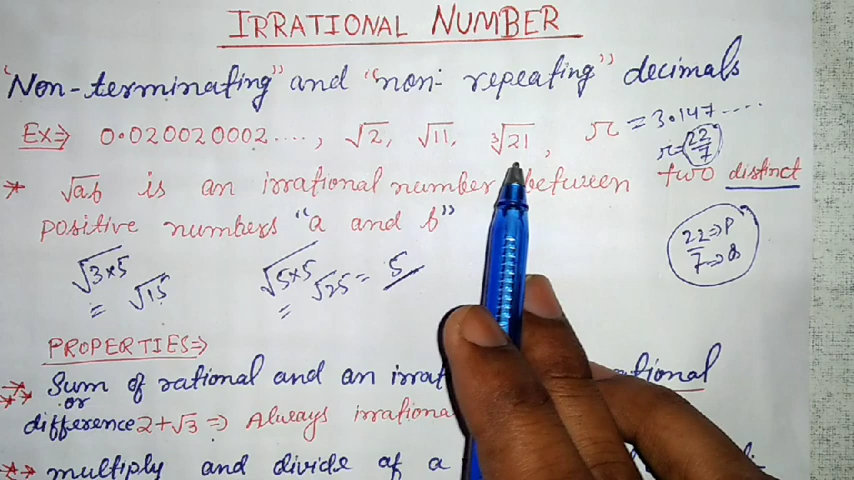 IRRATIONAL NUMBER
"Non-terminating" and "non- repeating" decimals
Ex⇒ 0.020020002...., √2, √11, ∛21, π = 3.147....
π = 22/7
* √ab is an irrational number between two distinct
positive numbers "a and b"
√3×5 = √15
√5×5 = √25 = 5
22⇒P
7⇒
PROPERTIES⇒
Sum of rational and an
or
difference 2+√3 ⇒ Always
multiply and divide of a